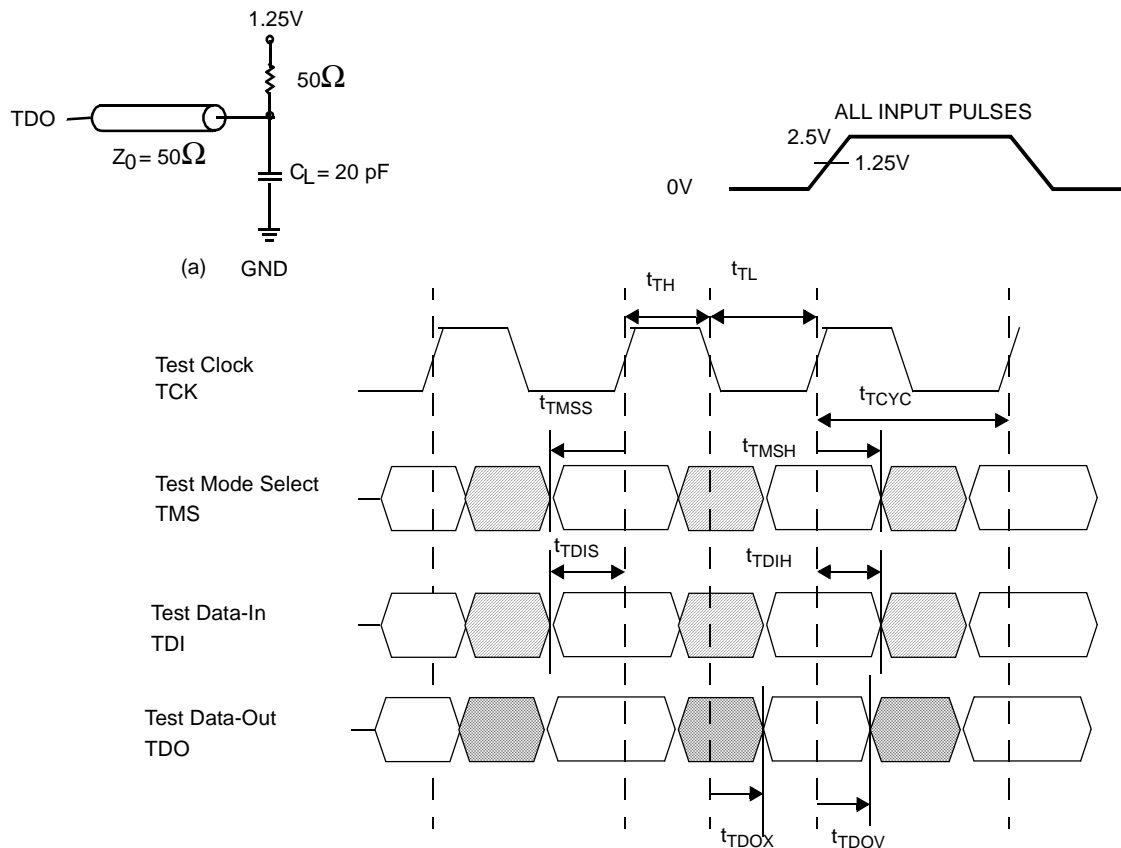 1.25V
50Ω
TDO
Z0 = 50Ω
CL = 20 pF
(a) GND
ALL INPUT PULSES
2.5V
1.25V
0V
tTH
tTL
Test Clock
TCK
tTMSS
tTCYC
tTMSH
Test Mode Select
TMS
tTDIS
tTDIH
Test Data-In
TDI
Test Data-Out
TDO
tTDOX
tTDOV